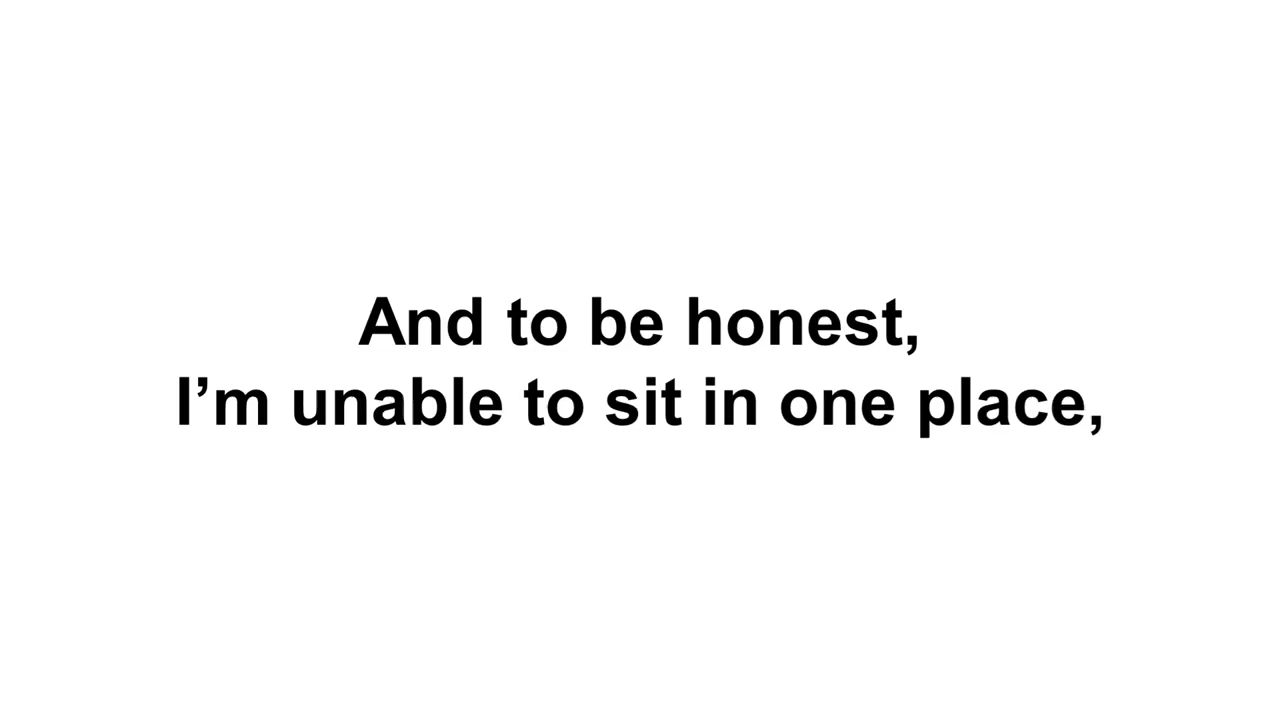 And to be honest,
I’m unable to sit in one place,